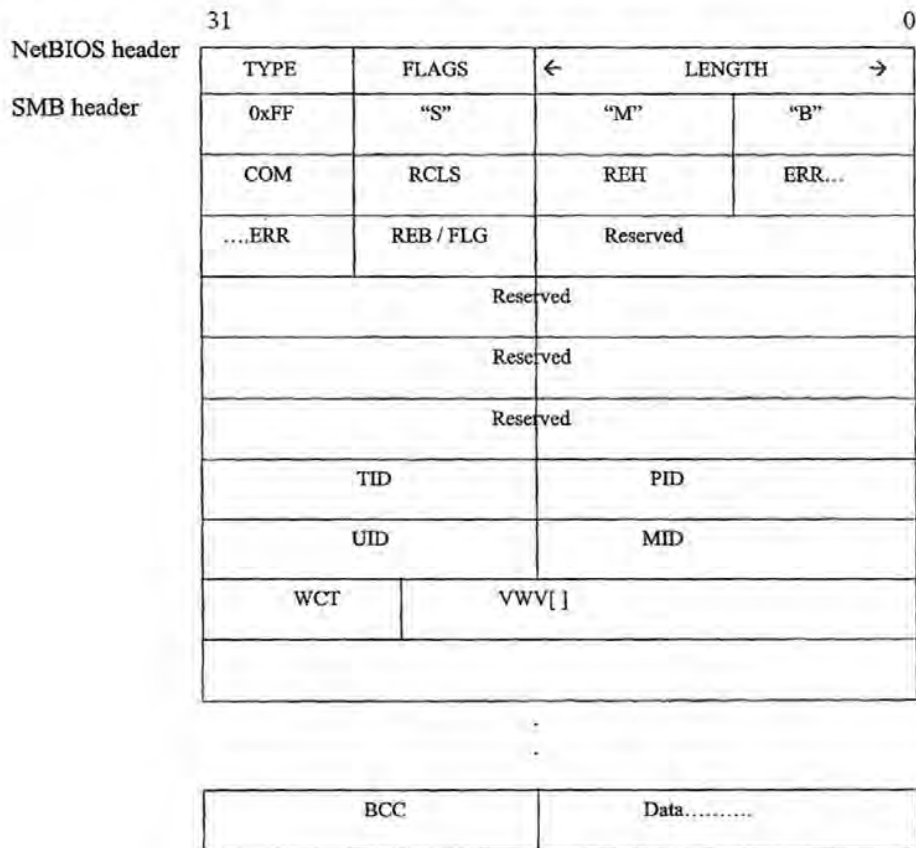 31 0
NetBIOS header
TYPE FLAGS ← LENGTH →
SMB header
0xFF “S” “M” “B”
COM RCLS REH ERR...
....ERR REB / FLG Reserved
Reserved
Reserved
Reserved
TID PID
UID MID
WCT VWV[ ]
BCC Data..........